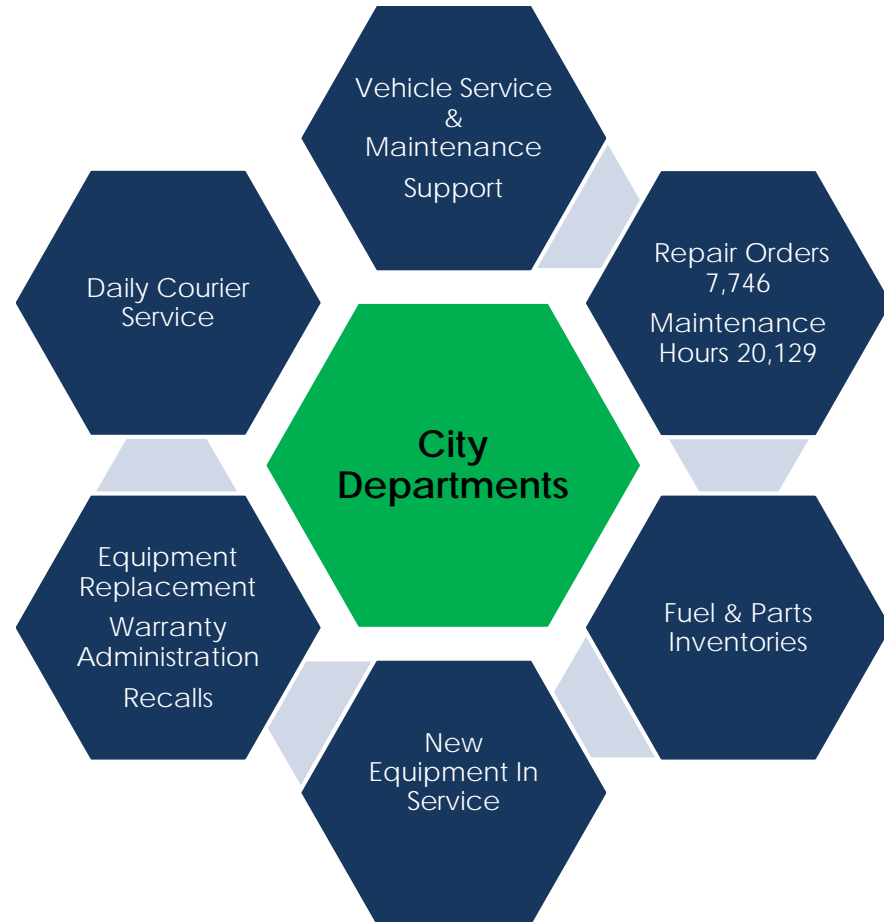 Vehicle Service
&
Maintenance
Support
Repair Orders
7,746
Maintenance
Hours 20,129
Fuel & Parts
Inventories
New
Equipment In
Service
Equipment
Replacement
Warranty
Administration
Recalls
Daily Courier
Service
City
Departments